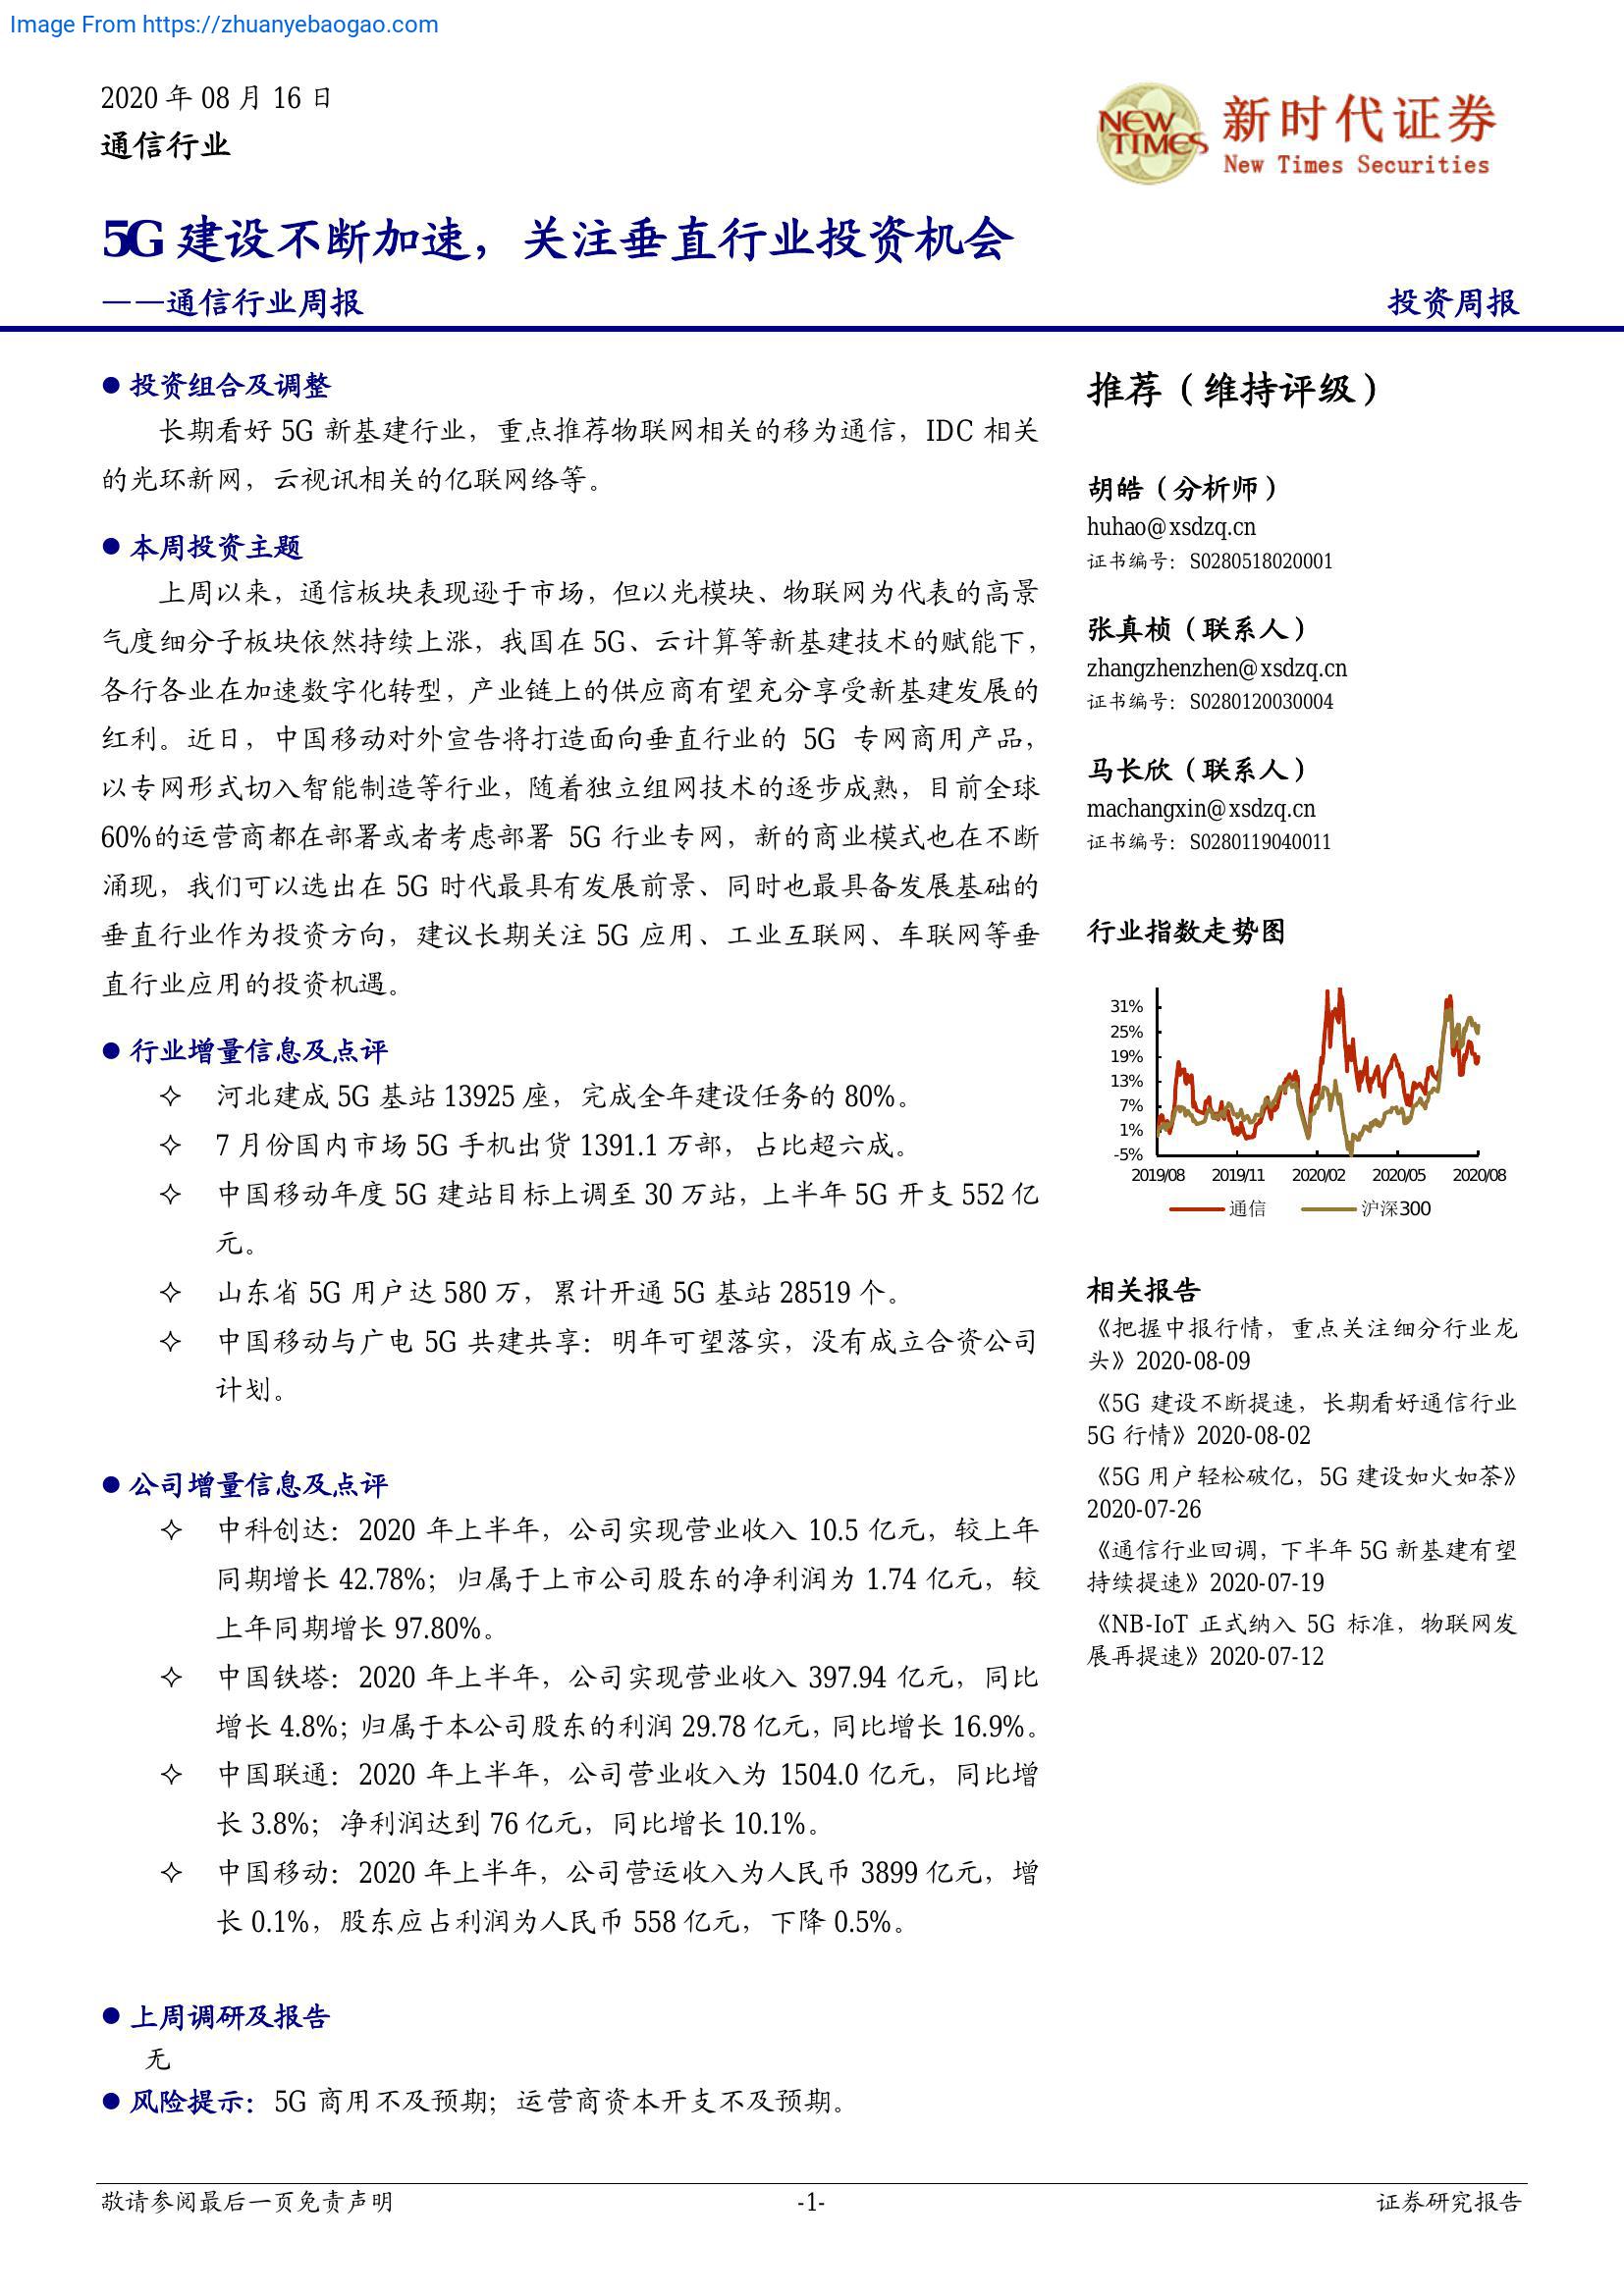 Image From https://zhuanyebaogao.com
2020 年 08 月 16 日
通信行业
NEW TIMES
新时代证券
New Times Securities
5G 建设不断加速，关注垂直行业投资机会
——通信行业周报
投资周报
● 投资组合及调整
长期看好 5G 新基建行业，重点推荐物联网相关的移为通信，IDC 相关
的光环新网，云视讯相关的亿联网络等。
● 本周投资主题
上周以来，通信板块表现逊于市场，但以光模块、物联网为代表的高景
气度细分子板块依然持续上涨，我国在 5G、云计算等新基建技术的赋能下，
各行各业在加速数字化转型，产业链上的供应商有望充分享受新基建发展的
红利。近日，中国移动对外宣告将打造面向垂直行业的 5G 专网商用产品，
以专网形式切入智能制造等行业，随着独立组网技术的逐步成熟，目前全球
60%的运营商都在部署或者考虑部署 5G 行业专网，新的商业模式也在不断
涌现，我们可以选出在 5G 时代最具有发展前景、同时也最具备发展基础的
垂直行业作为投资方向，建议长期关注 5G 应用、工业互联网、车联网等垂
直行业应用的投资机遇。
● 行业增量信息及点评
✧ 河北建成 5G 基站 13925 座，完成全年建设任务的 80%。
✧ 7 月份国内市场 5G 手机出货 1391.1 万部，占比超六成。
✧ 中国移动年度 5G 建站目标上调至 30 万站，上半年 5G 开支 552 亿
元。
✧ 山东省 5G 用户达 580 万，累计开通 5G 基站 28519 个。
✧ 中国移动与广电 5G 共建共享：明年可望落实，没有成立合资公司
计划。
● 公司增量信息及点评
✧ 中科创达：2020 年上半年，公司实现营业收入 10.5 亿元，较上年
同期增长 42.78%；归属于上市公司股东的净利润为 1.74 亿元，较
上年同期增长 97.80%。
✧ 中国铁塔：2020 年上半年，公司实现营业收入 397.94 亿元，同比
增长 4.8%；归属于本公司股东的利润 29.78 亿元，同比增长 16.9%。
✧ 中国联通：2020 年上半年，公司营业收入为 1504.0 亿元，同比增
长 3.8%；净利润达到 76 亿元，同比增长 10.1%。
✧ 中国移动：2020 年上半年，公司营运收入为人民币 3899 亿元，增
长 0.1%，股东应占利润为人民币 558 亿元，下降 0.5%。
● 上周调研及报告
无
● 风险提示：5G 商用不及预期；运营商资本开支不及预期。
推荐（维持评级）
胡皓（分析师）
huhao@xsdzq.cn
证书编号：S0280518020001
张真桢（联系人）
zhangzhenzhen@xsdzq.cn
证书编号：S0280120030004
马长欣（联系人）
machangxin@xsdzq.cn
证书编号：S0280119040011
行业指数走势图
31%
25%
19%
13%
7%
1%
-5%
2019/08 2019/11 2020/02 2020/05 2020/08
通信 沪深300
相关报告
《把握中报行情，重点关注细分行业龙
头》2020-08-09
《5G 建设不断提速，长期看好通信行业
5G 行情》2020-08-02
《5G 用户轻松破亿，5G 建设如火如荼》
2020-07-26
《通信行业回调，下半年 5G 新基建有望
持续提速》2020-07-19
《NB-IoT 正式纳入 5G 标准，物联网发
展再提速》2020-07-12
敬请参阅最后一页免责声明
-1-
证券研究报告